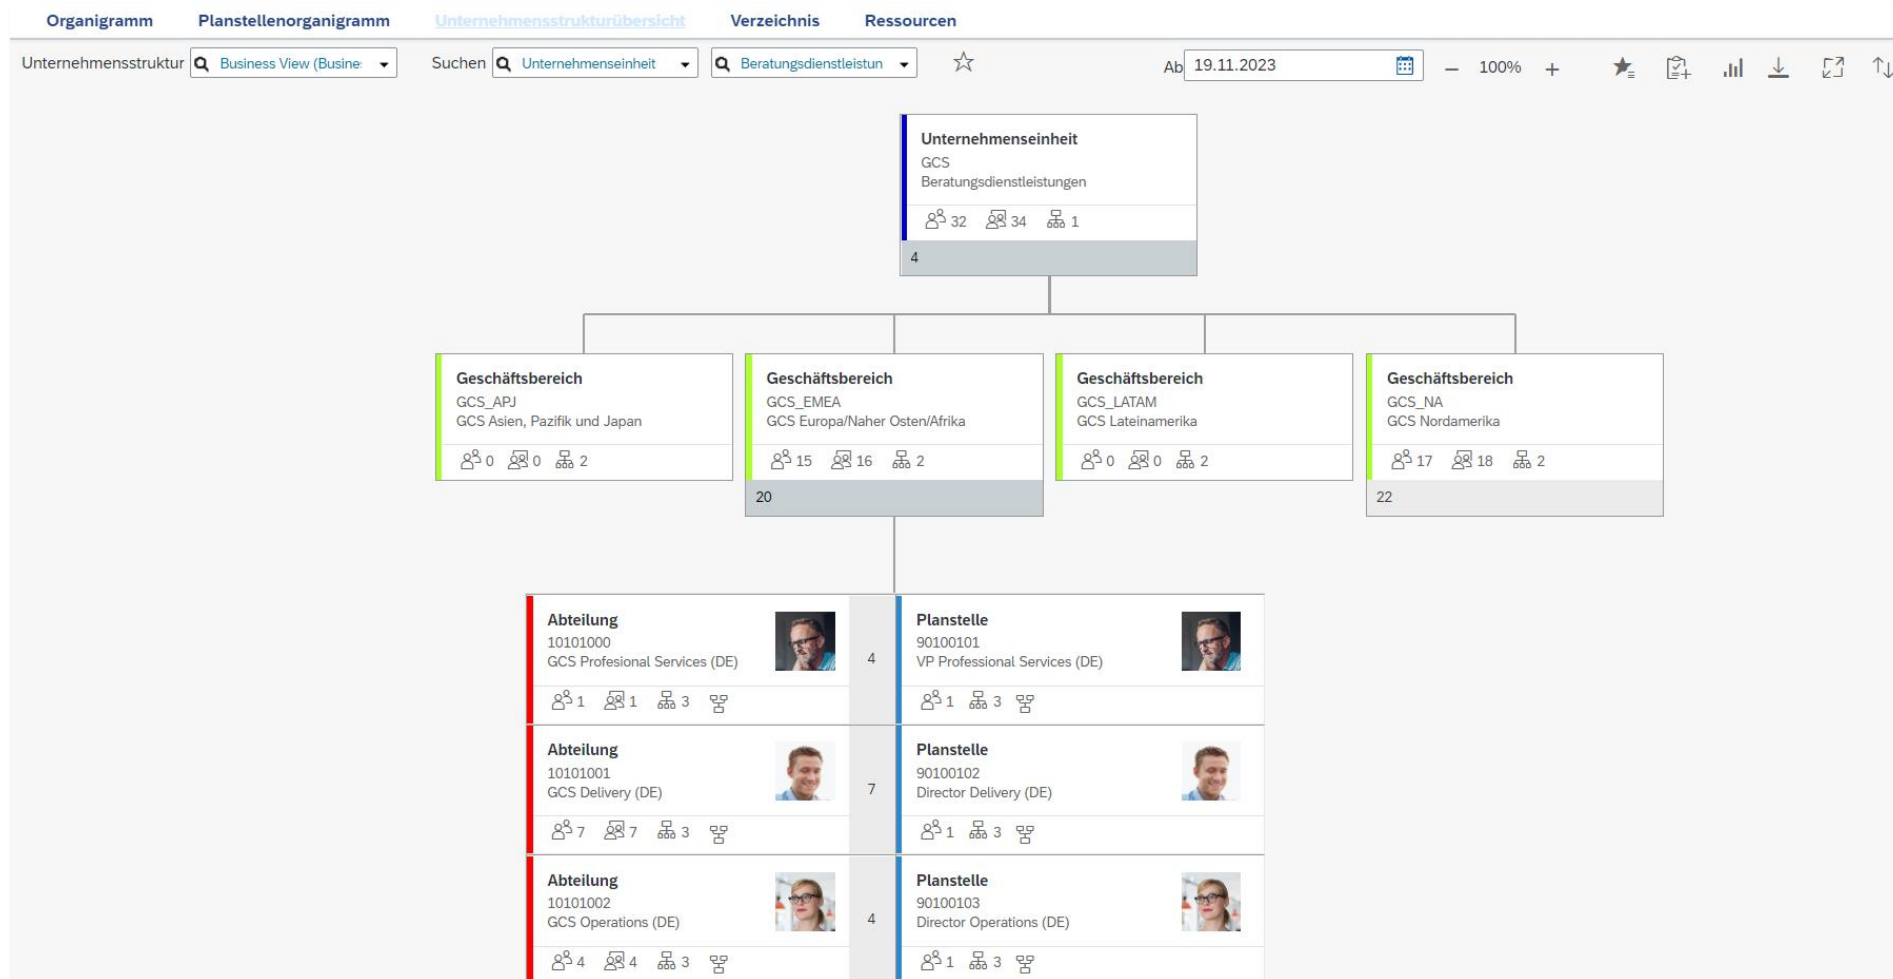 Organigramm Planstellenorganigramm Unternehmensstrukturübersicht Verzeichnis Ressourcen
Unternehmensstruktur Business View (Busine: Suchen Unternehmenseinheit Beratungsdienstleistun Ab 19.11.2023 100%
Unternehmenseinheit
GCS
Beratungsdienstleistungen
32 34 1
4
Geschäftsbereich
GCS_APJ
GCS Asien, Pazifik und Japan
0 0 2
Geschäftsbereich
GCS_EMEA
GCS Europa/Naher Osten/Afrika
15 16 2
20
Geschäftsbereich
GCS_LATAM
GCS Lateinamerika
0 0 2
Geschäftsbereich
GCS_NA
GCS Nordamerika
17 18 2
22
Abteilung
10101000
GCS Profesional Services (DE)
1 1 3
4
Planstelle
90100101
VP Professional Services (DE)
1 3
Abteilung
10101001
GCS Delivery (DE)
7 7 3
7
Planstelle
90100102
Director Delivery (DE)
1 3
Abteilung
10101002
GCS Operations (DE)
4 4 3
4
Planstelle
90100103
Director Operations (DE)
1 3